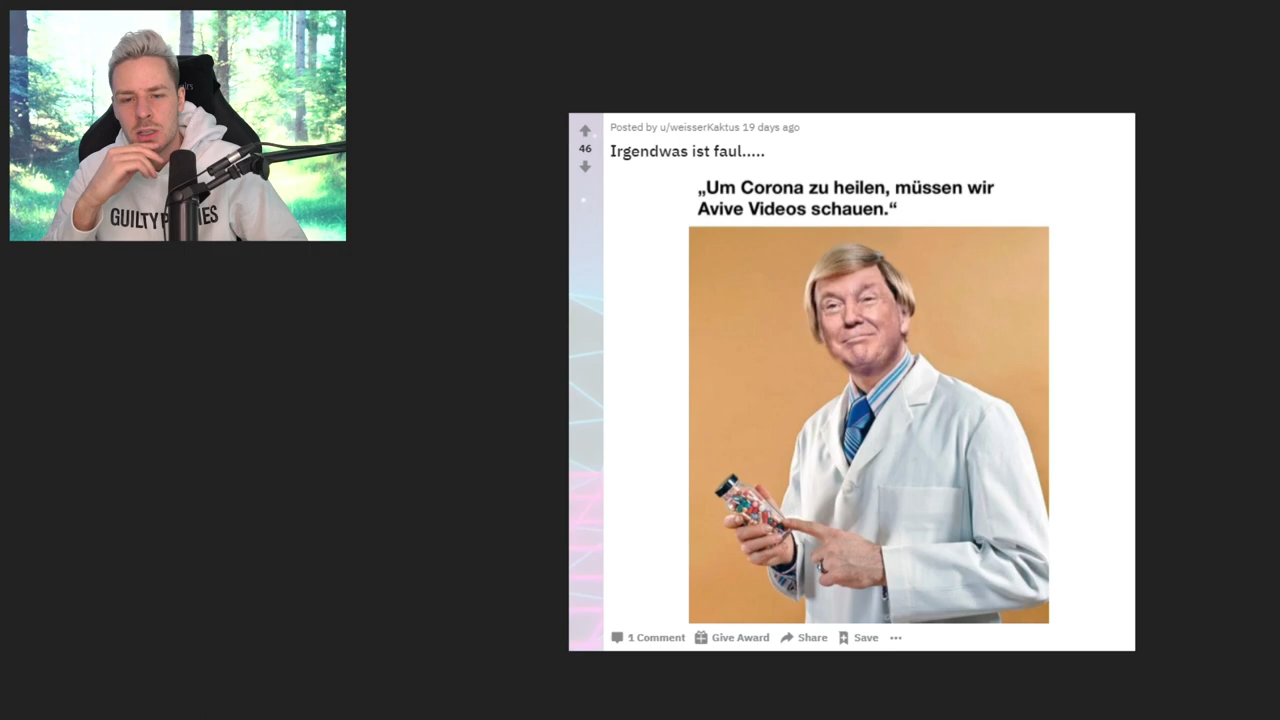 irs
GUILTY P IES
46
Posted by u/weisserKaktus 19 days ago
Irgendwas ist faul.....
„Um Corona zu heilen, müssen wir
Avive Videos schauen.“
1 Comment
Give Award
Share
Save